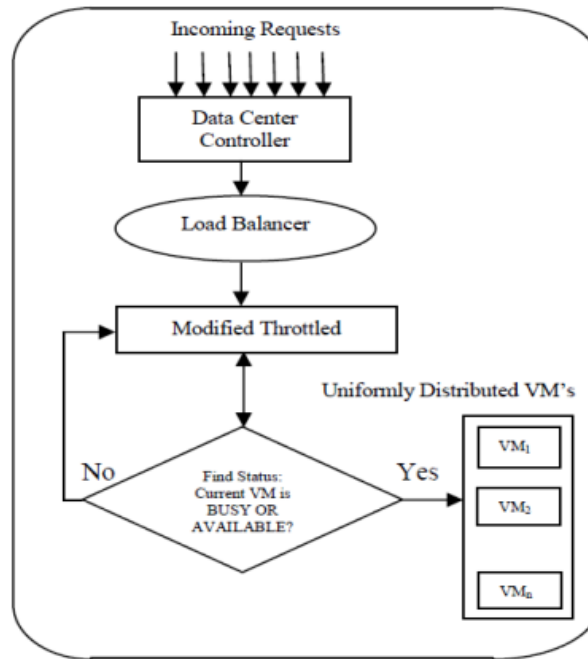 Incoming Requests
Data Center
Controller
Load Balancer
Modified Throttled
Uniformly Distributed VM's
No
Find Status:
Current VM is
BUSY OR
AVAILABLE?
Yes
VM₁
VM₂
VMₙ